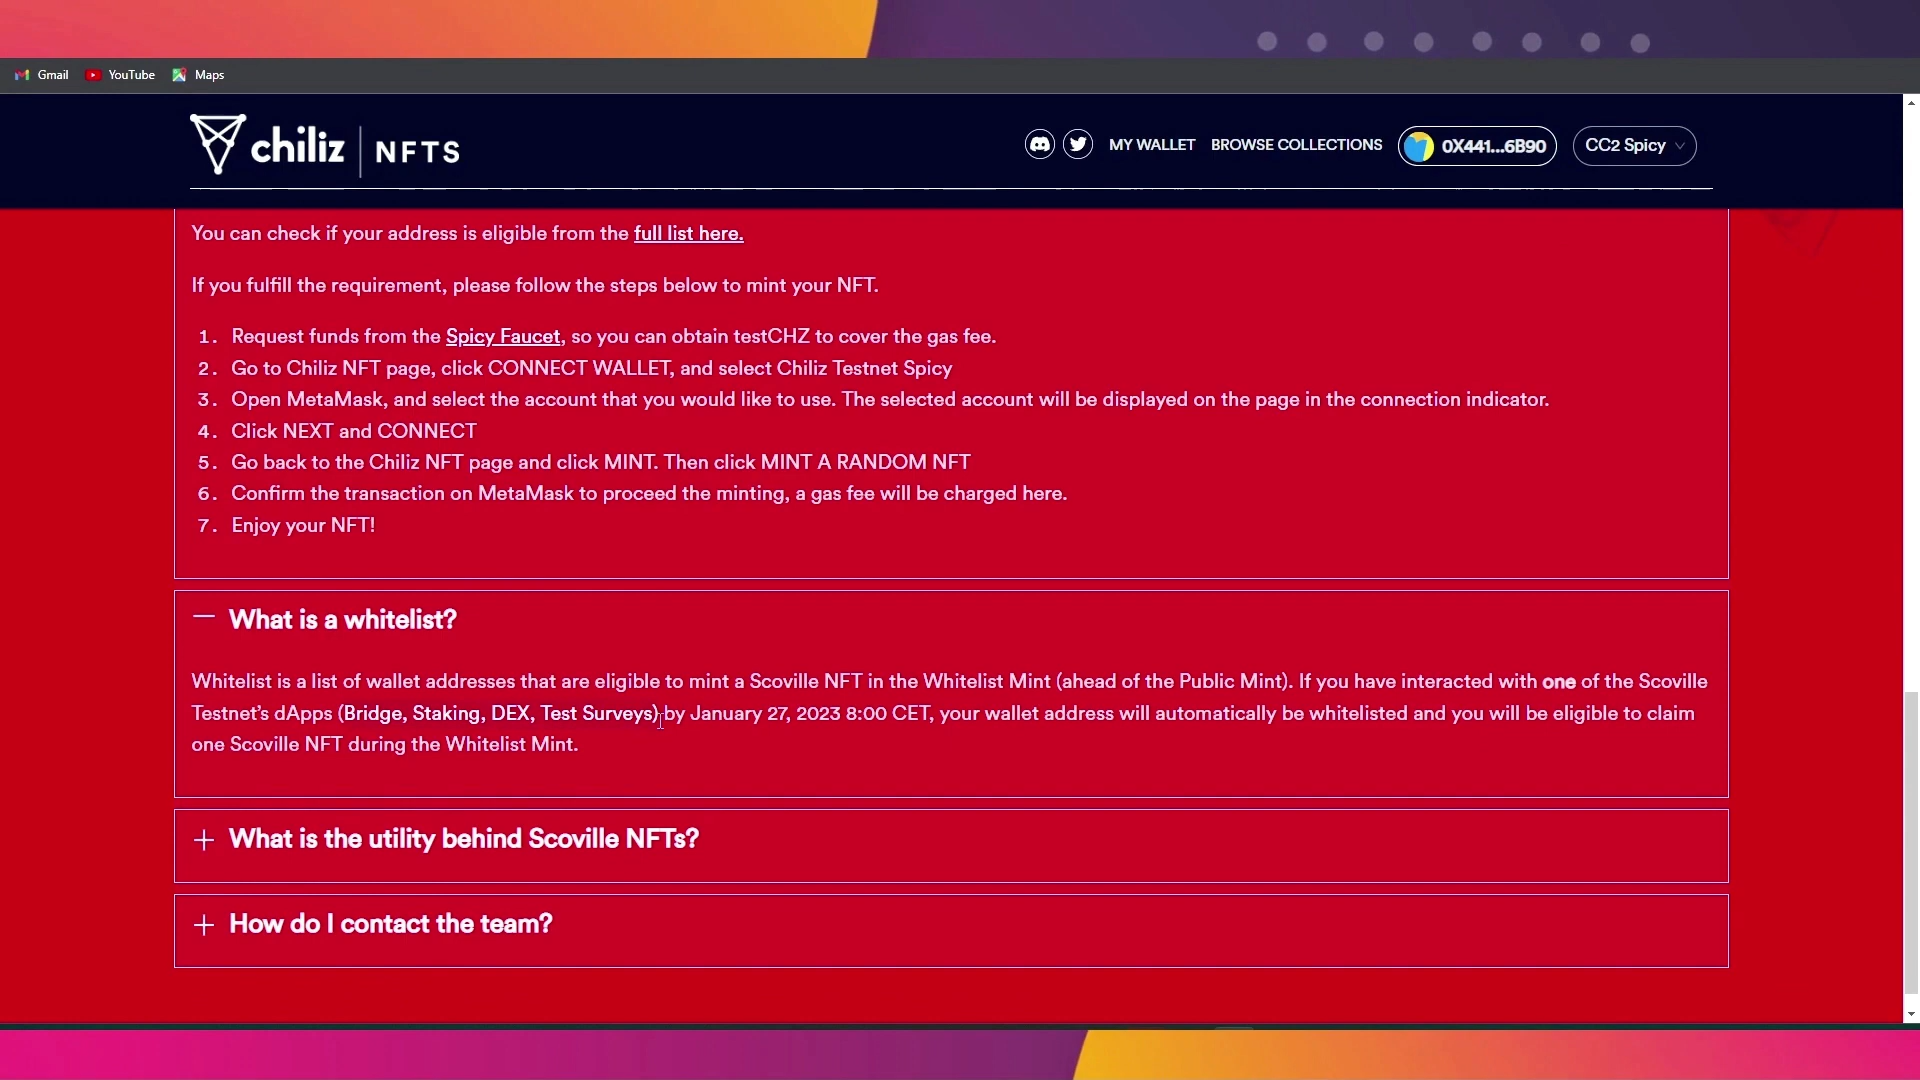 Gmail YouTube Maps
chiliz NFTS MY WALLET BROWSE COLLECTIONS 0X441...6B90 CC2 Spicy
You can check if your address is eligible from the full list here.
If you fulfill the requirement, please follow the steps below to mint your NFT.
1. Request funds from the Spicy Faucet, so you can obtain testCHZ to cover the gas fee.
2. Go to Chiliz NFT page, click CONNECT WALLET, and select Chiliz Testnet Spicy
3. Open MetaMask, and select the account that you would like to use. The selected account will be displayed on the page in the connection indicator.
4. Click NEXT and CONNECT
5. Go back to the Chiliz NFT page and click MINT. Then click MINT A RANDOM NFT
6. Confirm the transaction on MetaMask to proceed the minting, a gas fee will be charged here.
7. Enjoy your NFT!
What is a whitelist?
Whitelist is a list of wallet addresses that are eligible to mint a Scoville NFT in the Whitelist Mint (ahead of the Public Mint). If you have interacted with one of the Scoville
Testnet's dApps (Bridge, Staking, DEX, Test Surveys) by January 27, 2023 8:00 CET, your wallet address will automatically be whitelisted and you will be eligible to claim
one Scoville NFT during the Whitelist Mint.
What is the utility behind Scoville NFTs?
How do I contact the team?